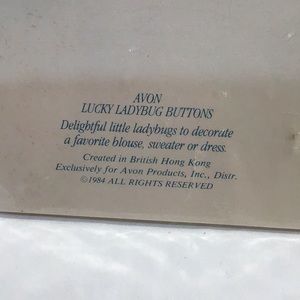 AVON
LUCKY LADYBUG BUTTONS
Delightful little ladybugs to decorate
a favorite blouse, sweater or dress.
Created in British Hong Kong
Exclusively for Avon Products, Inc., Distr.
©1984 ALL RIGHTS RESERVED